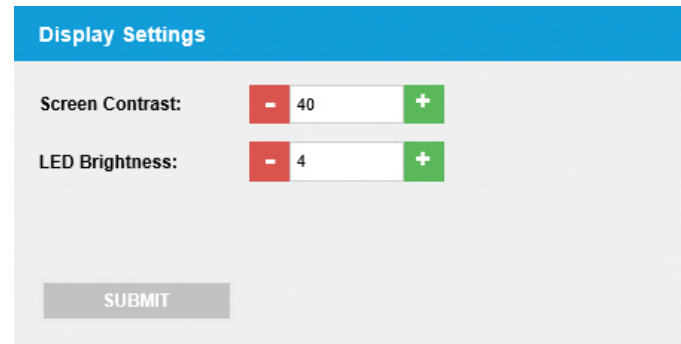 Display Settings
Screen Contrast: - 40 +
LED Brightness: - 4 +
SUBMIT